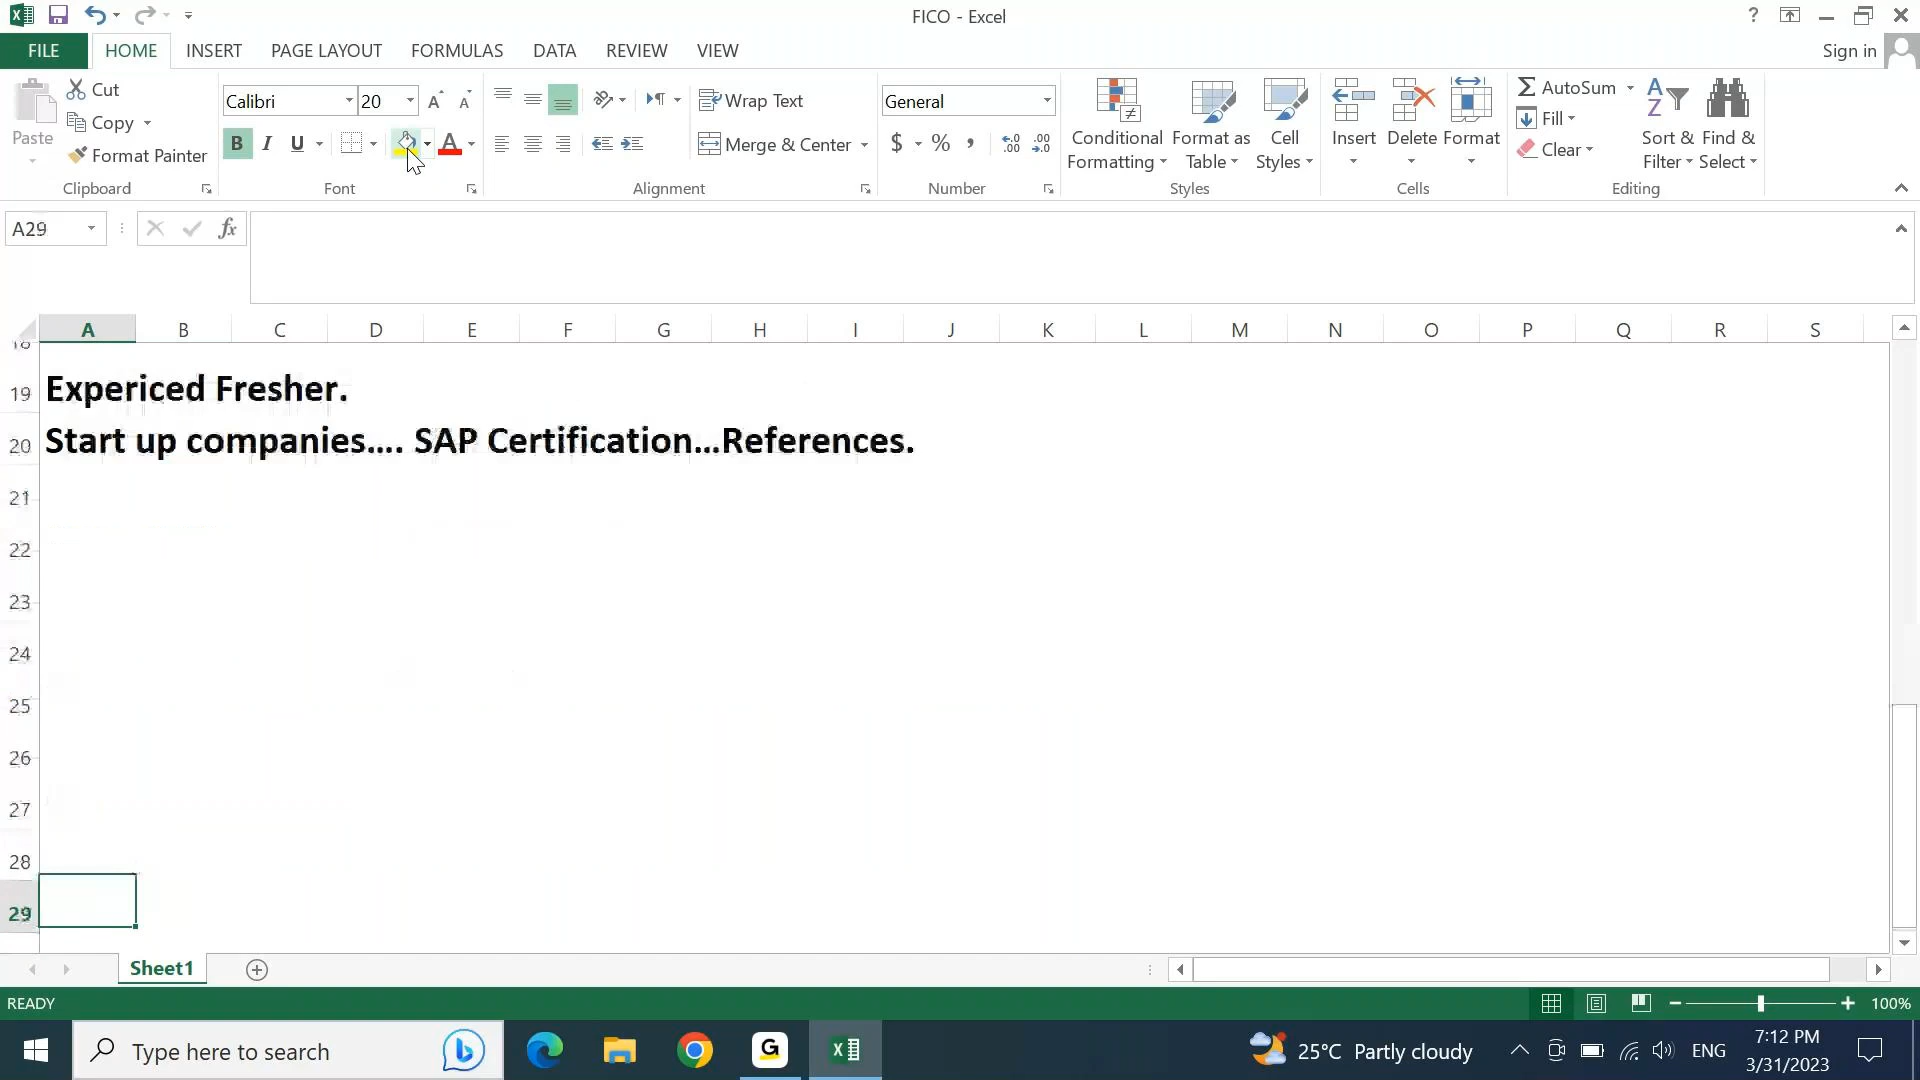 FICO - Excel
?
FILE HOME INSERT PAGE LAYOUT FORMULAS DATA REVIEW VIEW Sign in
Paste
Cut
Copy
Format Painter
Clipboard
Calibri 20
B I U A
Font
Wrap Text
Merge & Center
Alignment
General
$ % , .00 .00
Number
Conditional Formatting
Format as Table
Cell Styles
Styles
Insert Delete Format
Cells
AutoSum
Fill
Clear
Sort & Filter
Find & Select
Editing
A29 fx
A B C D E F G H I J K L M N O P Q R S
18
19 Expericed Fresher.
20 Start up companies…. SAP Certification…References.
21
22
23
24
25
26
27
28
29
Sheet1
READY 100%
Type here to search 25°C Partly cloudy ENG 7:12 PM
3/31/2023